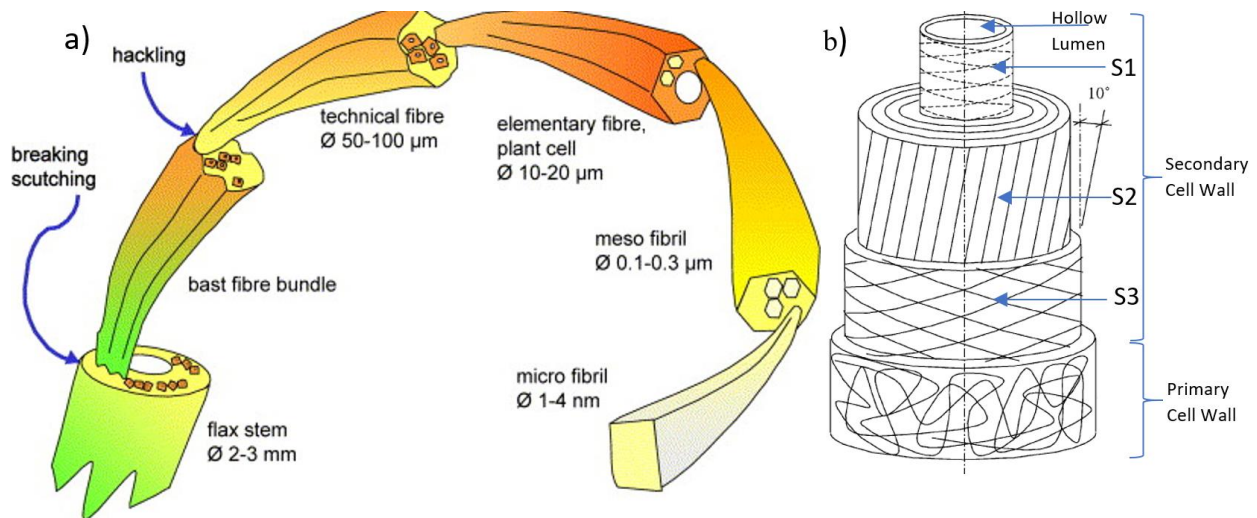 a)
hackling
breaking
scutching
technical fibre
Ø 50-100 µm
elementary fibre,
plant cell
Ø 10-20 µm
bast fibre bundle
meso fibril
Ø 0.1-0.3 µm
micro fibril
Ø 1-4 nm
flax stem
Ø 2-3 mm
b)
Hollow
Lumen
S1
10°
S2
Secondary
Cell Wall
S3
Primary
Cell Wall